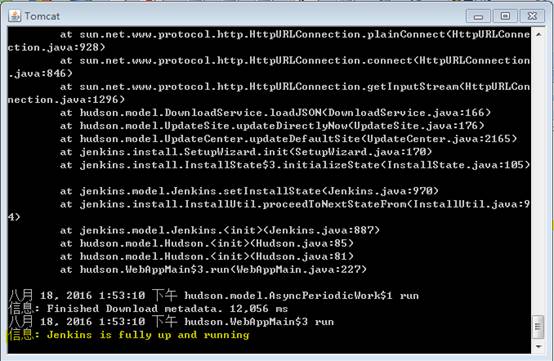 Tomcat
at sun.net.www.protocol.http.HttpURLConnection.plainConnect(HttpURLConne
ction.java:928)
at sun.net.www.protocol.http.HttpURLConnection.connect(HttpURLConnection
.java:846)
at sun.net.www.protocol.http.HttpURLConnection.getInputStream(HttpURLCon
nection.java:1296)
at hudson.model.DownloadService.loadJSON(DownloadService.java:166)
at hudson.model.UpdateSite.updateDirectlyNow(UpdateSite.java:176)
at hudson.model.UpdateCenter.updateDefaultSite(UpdateCenter.java:2165)
at jenkins.install.SetupWizard.init(SetupWizard.java:170)
at jenkins.install.InstallState$3.initializeState(InstallState.java:105)
at jenkins.model.Jenkins.setInstallState(Jenkins.java:970)
at jenkins.install.InstallUtil.proceedToNextStateFrom(InstallUtil.java:9
4)
at jenkins.model.Jenkins.<init>(Jenkins.java:887)
at hudson.model.Hudson.<init>(Hudson.java:85)
at hudson.model.Hudson.<init>(Hudson.java:81)
at hudson.WebAppMain$3.run(WebAppMain.java:227)
八月 18, 2016 1:53:10 下午 hudson.model.AsyncPeriodicWork$1 run
信息: Finished Download metadata. 12,056 ms
八月 18, 2016 1:53:10 下午 hudson.WebAppMain$3 run
信息: Jenkins is fully up and running